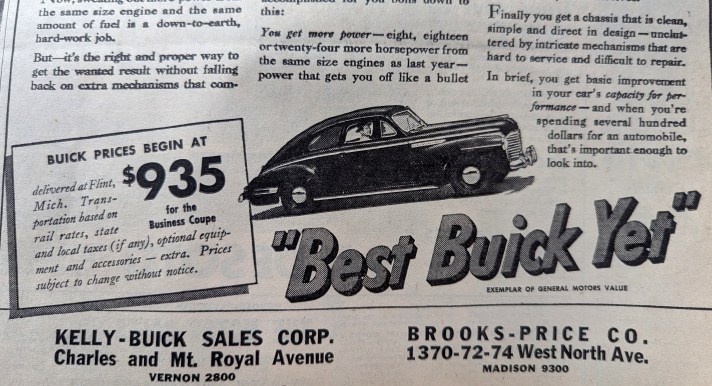 the same size engine and the same
amount of fuel is a down-to-earth,
hard-work job.
But—it's the right and proper way to
get the wanted result without falling
back on extra mechanisms that com-
this:
You get more power—eight, eighteen
or twenty-four more horsepower from
the same size engines as last year—
power that gets you off like a bullet
Finally you get a chassis that is clean,
simple and direct in design—unclut-
tered by intricate mechanisms that are
hard to service and difficult to repair.
In brief, you get basic improvement
in your car's capacity for per-
formance—and when you're
spending several hundred
dollars for an automobile,
that's important enough to
look into.
BUICK PRICES BEGIN AT
$935
for the
Business Coupe
delivered at Flint,
Mich. Trans-
portation based on
rail rates, state
and local taxes (if any), optional equip-
ment and accessories — extra. Prices
subject to change without notice.
"Best Buick Yet"
EXEMPLAR OF GENERAL MOTORS VALUE
KELLY-BUICK SALES CORP.
Charles and Mt. Royal Avenue
VERNON 2800
BROOKS-PRICE CO.
1370-72-74 West North Ave.
MADISON 9300